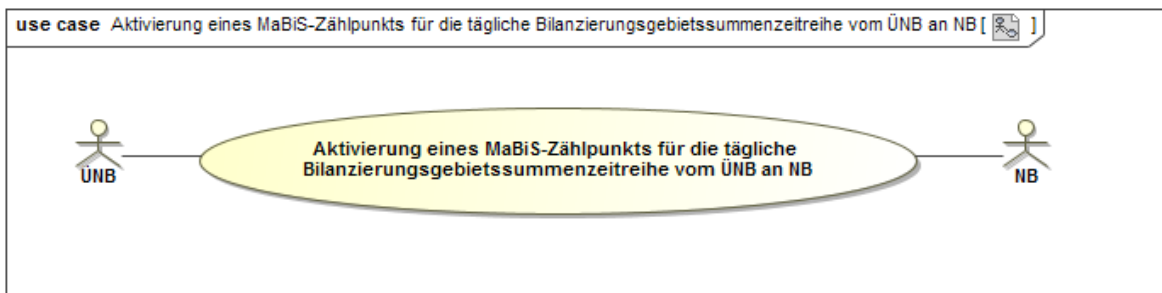 use case Aktivierung eines MaBiS-Zählpunkts für die tägliche Bilanzierungsgebietssummenzeitreihe vom ÜNB an NB [ ]
Aktivierung eines MaBiS-Zählpunkts für die tägliche
Bilanzierungsgebietssummenzeitreihe vom ÜNB an NB
ÜNB
NB